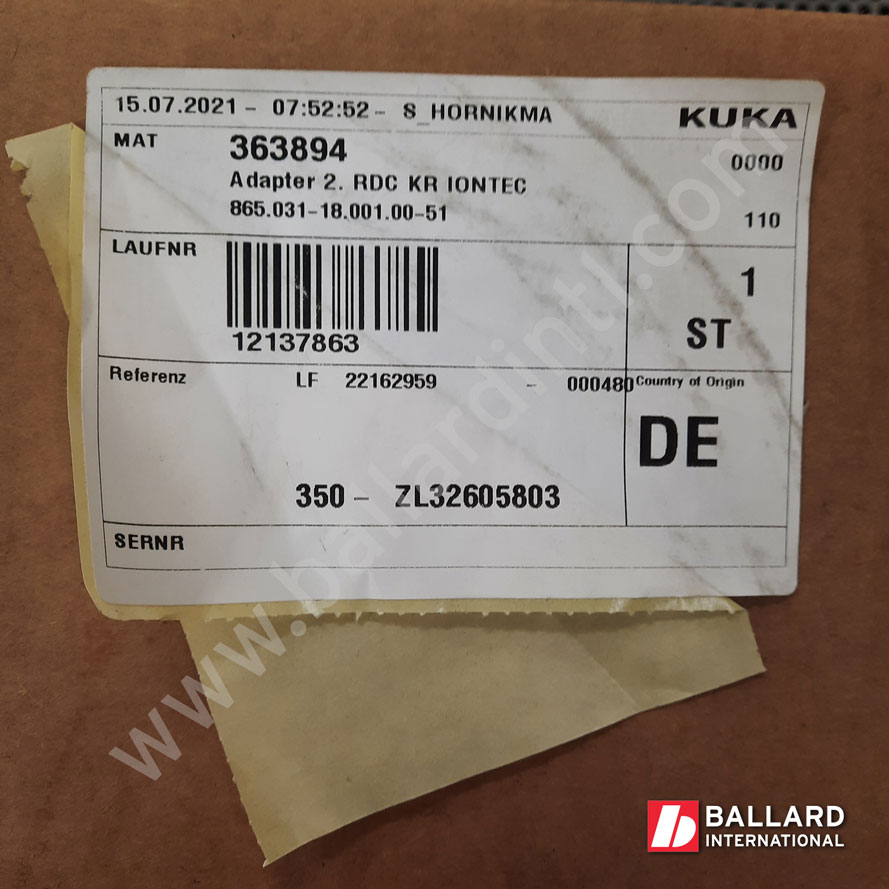 15.07.2021 - 07:52:52 - S_HORNIKMA KUKA
MAT 363894 0000
Adapter 2. RDC KR IONTEC
865.031-18.001.00-51 110
LAUFNR 1
12137863 ST
Referenz LF 22162959 - 000480 Country of Origin
DE
350 - ZL32605803
SERNR
www.ballardintl.com
BALLARD
INTERNATIONAL